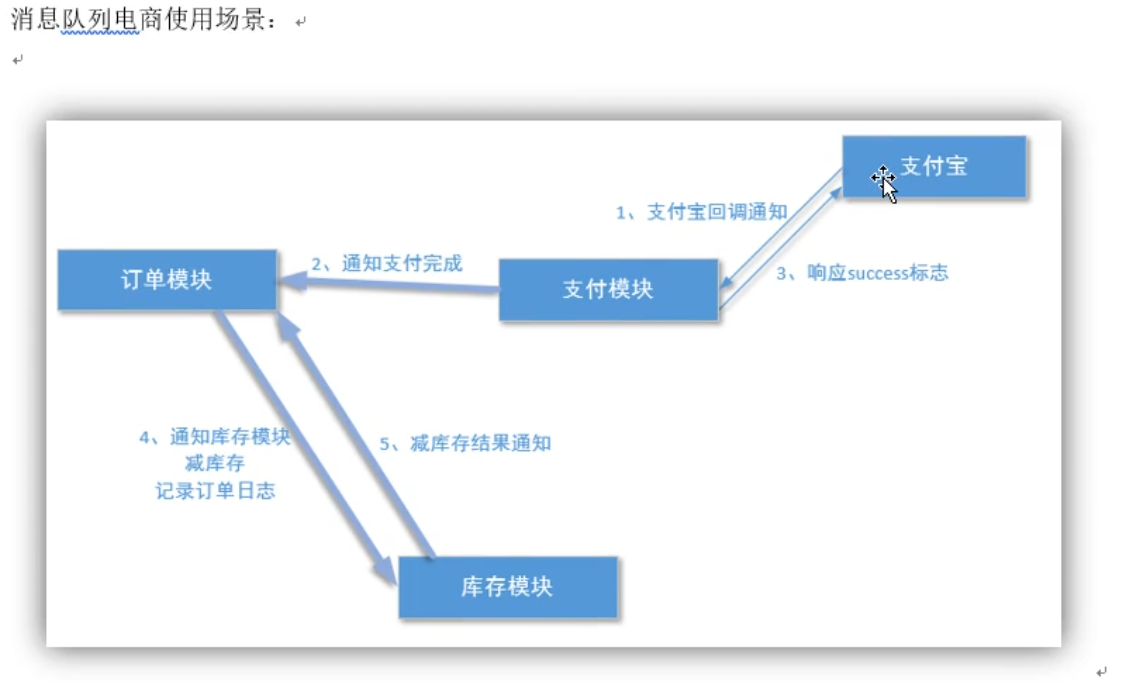 消息队列电商使用场景：
支付宝
1、支付宝回调通知
订单模块
2、通知支付完成
支付模块
3、响应success标志
4、通知库存模块
减库存
记录订单日志
5、减库存结果通知
库存模块